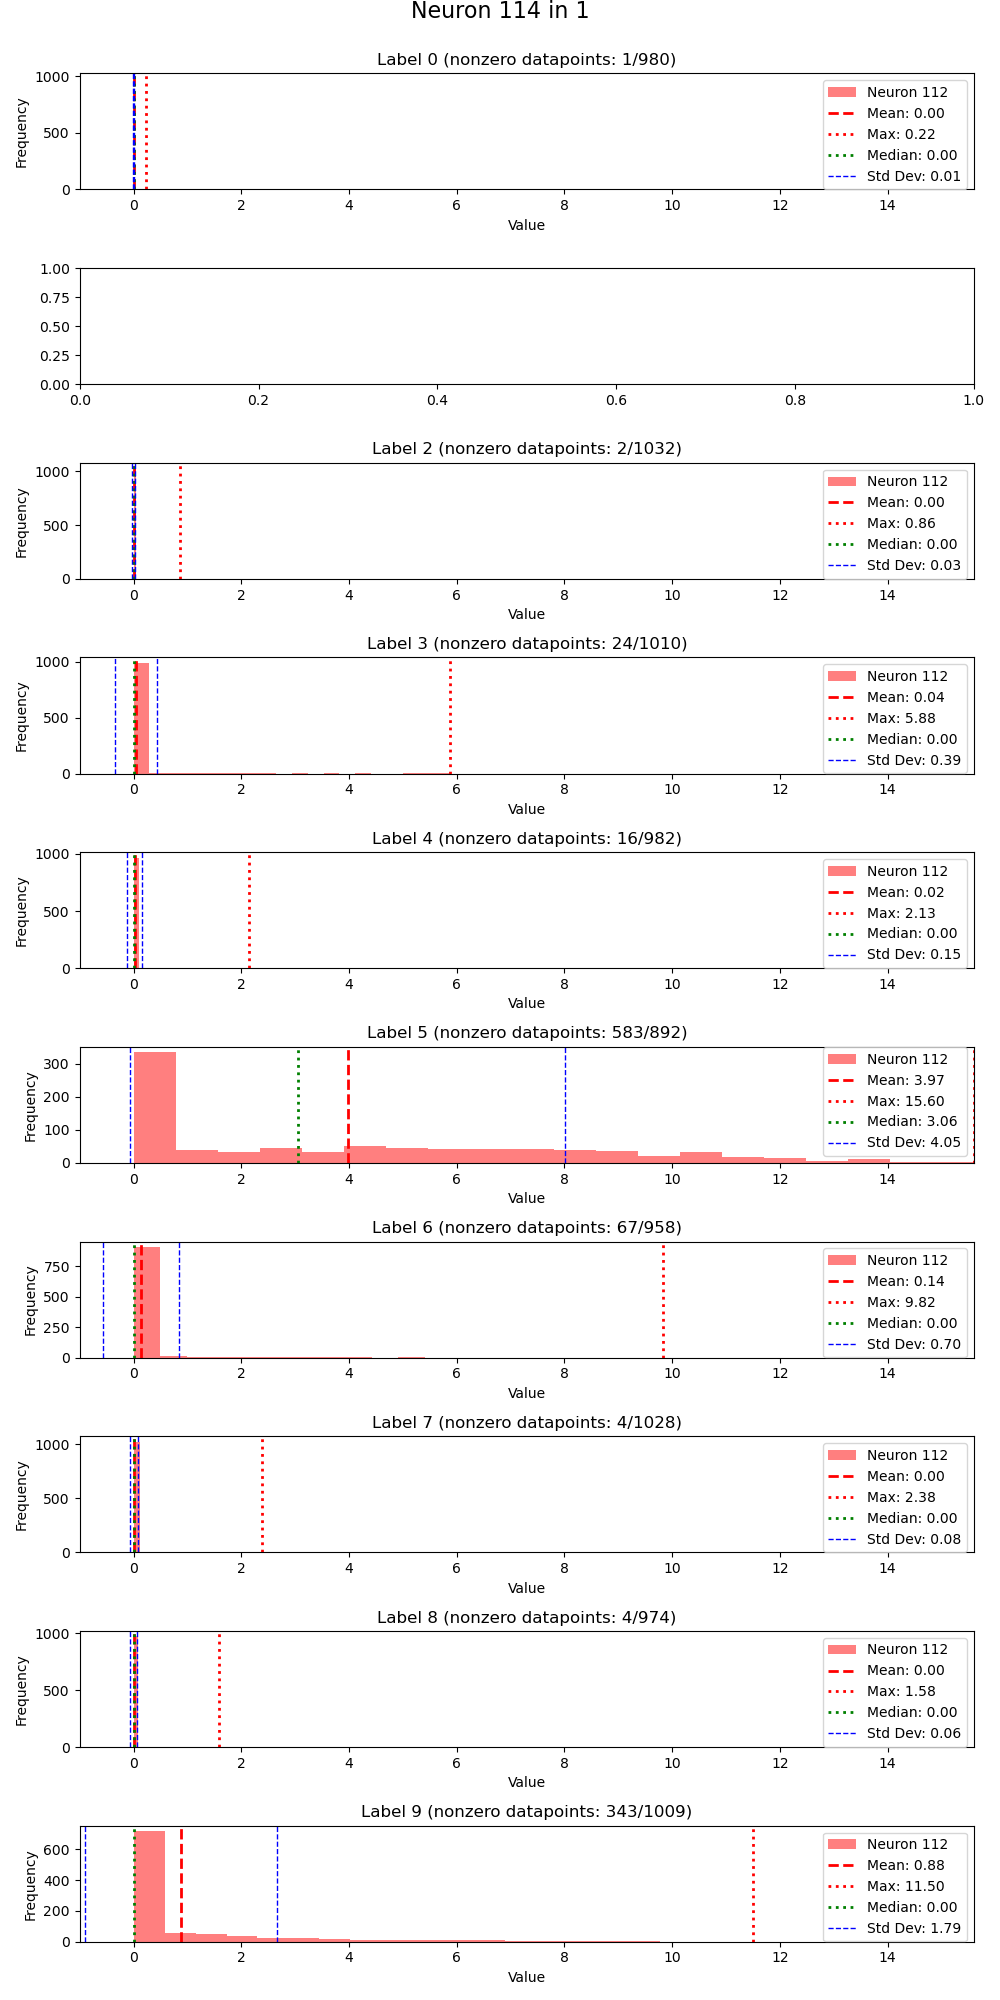 Neuron 114 in 1
Label 0 (nonzero datapoints: 1/980)
Frequency
1000
500
0
Neuron 112
Mean: 0.00
Max: 0.22
Median: 0.00
Std Dev: 0.01
0 2 4 6 8 10 12 14
Value
1.00
0.75
0.50
0.25
0.00
0.0 0.2 0.4 0.6 0.8 1.0
Label 2 (nonzero datapoints: 2/1032)
Frequency
1000
500
0
Neuron 112
Mean: 0.00
Max: 0.86
Median: 0.00
Std Dev: 0.03
0 2 4 6 8 10 12 14
Value
Label 3 (nonzero datapoints: 24/1010)
Frequency
1000
500
0
Neuron 112
Mean: 0.04
Max: 5.88
Median: 0.00
Std Dev: 0.39
0 2 4 6 8 10 12 14
Value
Label 4 (nonzero datapoints: 16/982)
Frequency
1000
500
0
Neuron 112
Mean: 0.02
Max: 2.13
Median: 0.00
Std Dev: 0.15
0 2 4 6 8 10 12 14
Value
Label 5 (nonzero datapoints: 583/892)
Frequency
300
200
100
0
Neuron 112
Mean: 3.97
Max: 15.60
Median: 3.06
Std Dev: 4.05
0 2 4 6 8 10 12 14
Value
Label 6 (nonzero datapoints: 67/958)
Frequency
750
500
250
0
Neuron 112
Mean: 0.14
Max: 9.82
Median: 0.00
Std Dev: 0.70
0 2 4 6 8 10 12 14
Value
Label 7 (nonzero datapoints: 4/1028)
Frequency
1000
500
0
Neuron 112
Mean: 0.00
Max: 2.38
Median: 0.00
Std Dev: 0.08
0 2 4 6 8 10 12 14
Value
Label 8 (nonzero datapoints: 4/974)
Frequency
1000
500
0
Neuron 112
Mean: 0.00
Max: 1.58
Median: 0.00
Std Dev: 0.06
0 2 4 6 8 10 12 14
Value
Label 9 (nonzero datapoints: 343/1009)
Frequency
600
400
200
0
Neuron 112
Mean: 0.88
Max: 11.50
Median: 0.00
Std Dev: 1.79
0 2 4 6 8 10 12 14
Value